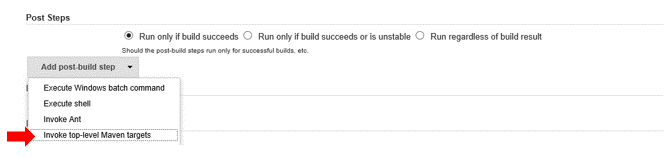 Post Steps
Run only if build succeeds Run only if build succeeds or is unstable Run regardless of build result
Should the post-build steps run only for successful builds, etc.
Add post-build step
Execute Windows batch command
Execute shell
Invoke Ant
Invoke top-level Maven targets